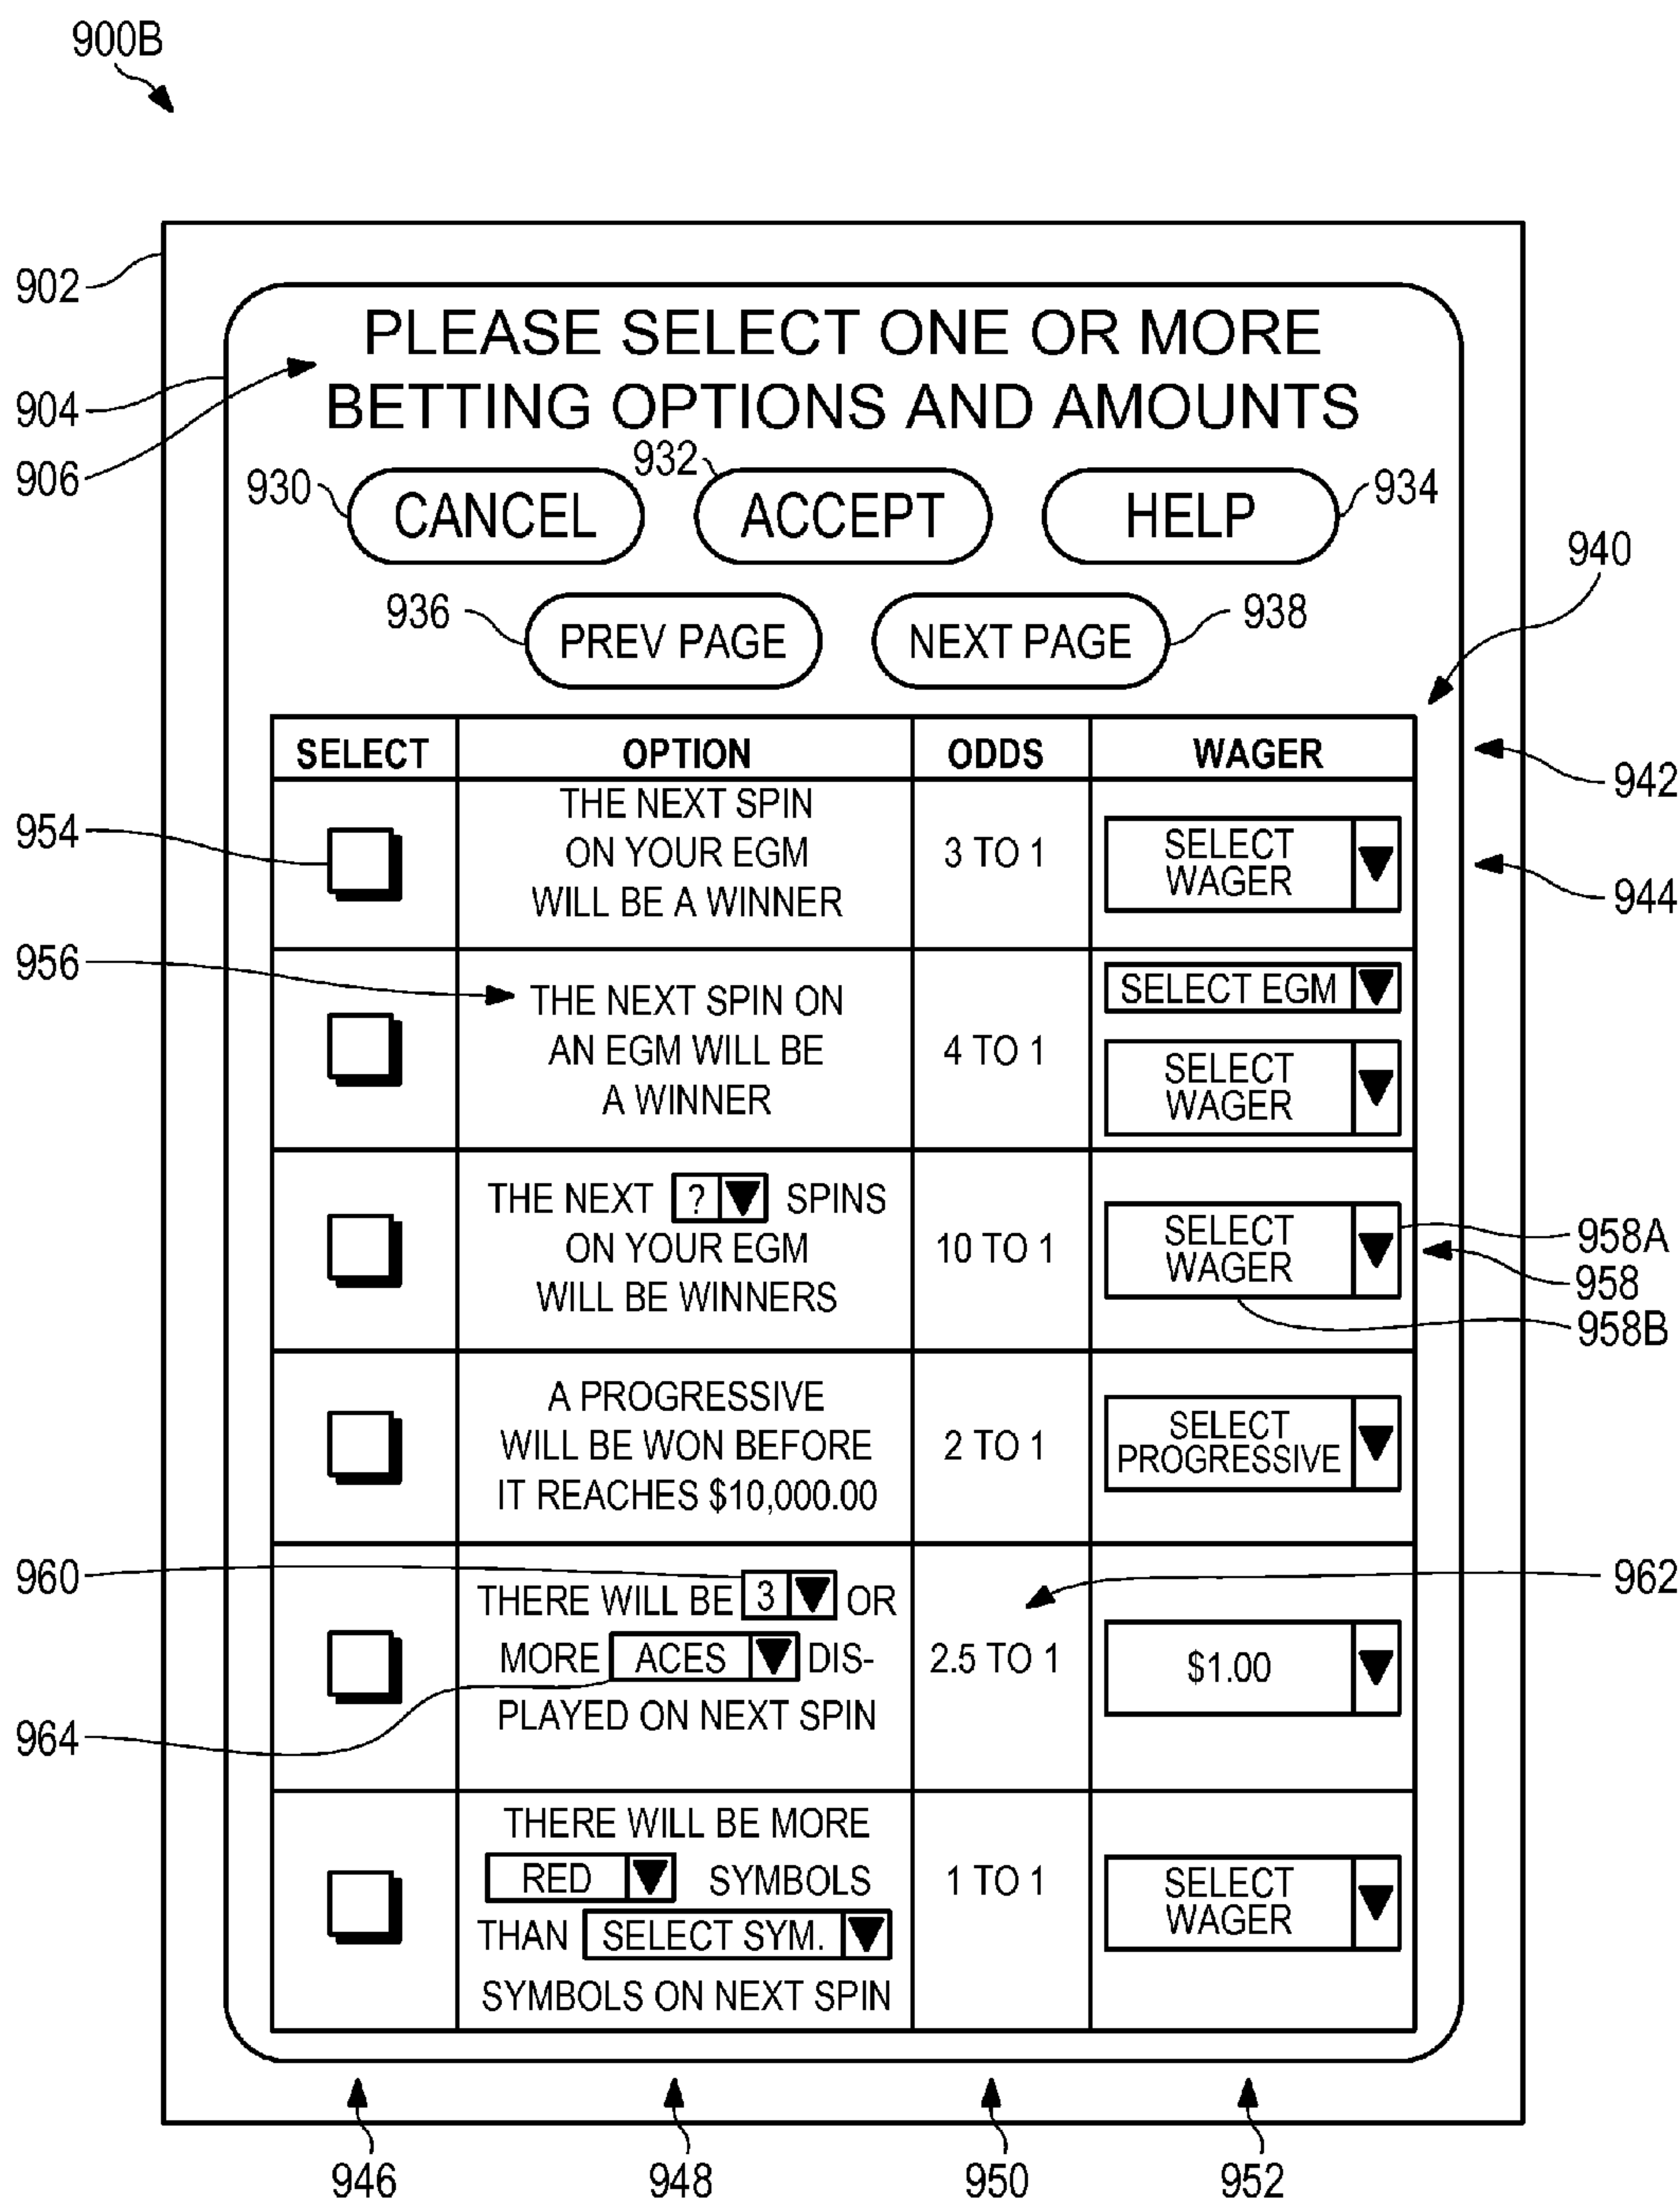 900B
902
PLEASE SELECT ONE OR MORE
904
BETTING OPTIONS AND AMOUNTS
906
930
CANCEL
932
ACCEPT
HELP
934
940
936
PREV PAGE
NEXT PAGE
938
SELECT OPTION ODDS WAGER
942
954
THE NEXT SPIN
ON YOUR EGM
WILL BE A WINNER
3 TO 1
SELECT
WAGER
944
956
THE NEXT SPIN ON
AN EGM WILL BE
A WINNER
4 TO 1
SELECT EGM
SELECT
WAGER
THE NEXT ? SPINS
ON YOUR EGM
WILL BE WINNERS
10 TO 1
SELECT
WAGER
958A
958
958B
A PROGRESSIVE
WILL BE WON BEFORE
IT REACHES $10,000.00
2 TO 1
SELECT
PROGRESSIVE
960
THERE WILL BE 3 OR
MORE ACES DIS-
PLAYED ON NEXT SPIN
2.5 TO 1
$1.00
962
964
THERE WILL BE MORE
RED SYMBOLS
THAN SELECT SYM.
SYMBOLS ON NEXT SPIN
1 TO 1
SELECT
WAGER
946 948 950 952